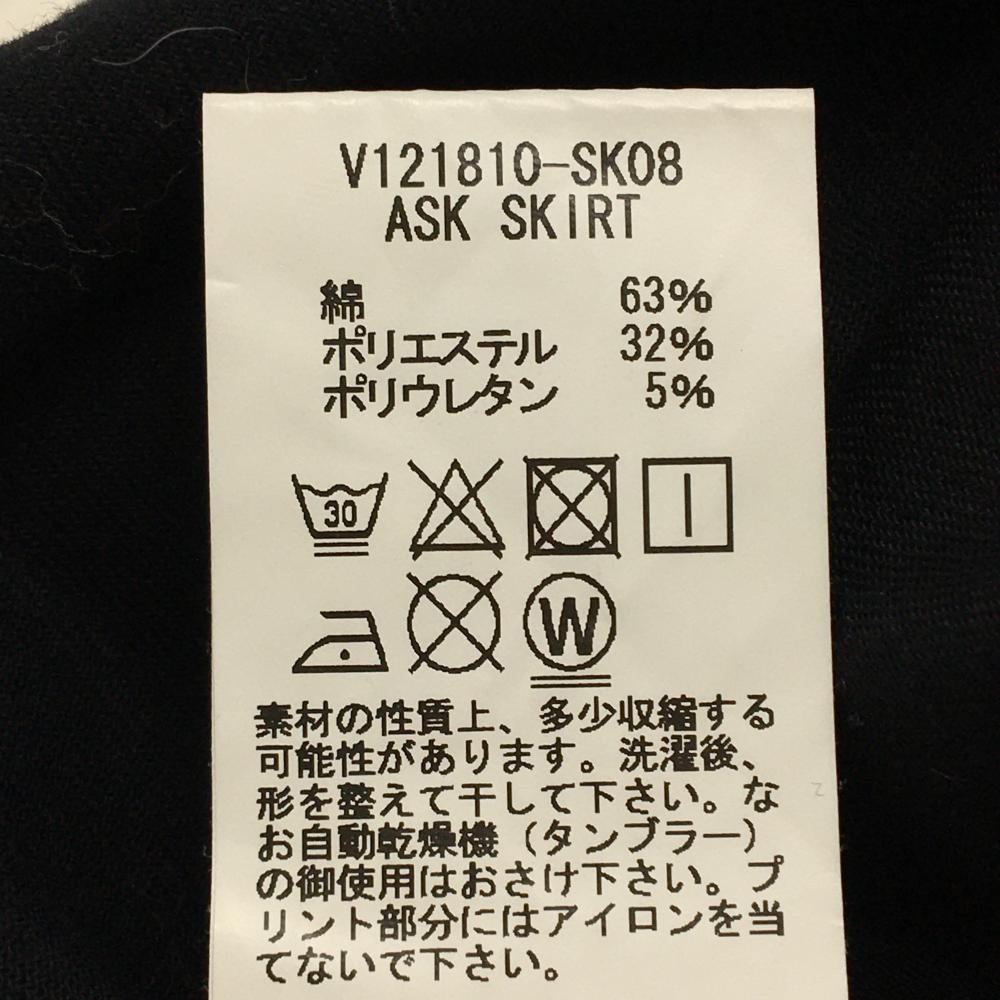 V121810-SK08
ASK SKIRT
綿 63%
ポリエステル 32%
ポリウレタン 5%
30
W
素材の性質上、多少収縮する
可能性があります。洗濯後、
形を整えて干して下さい。な
お自動乾燥機（タンブラー）
の御使用はおさけ下さい。プ
リント部分にはアイロンを当
てないで下さい。